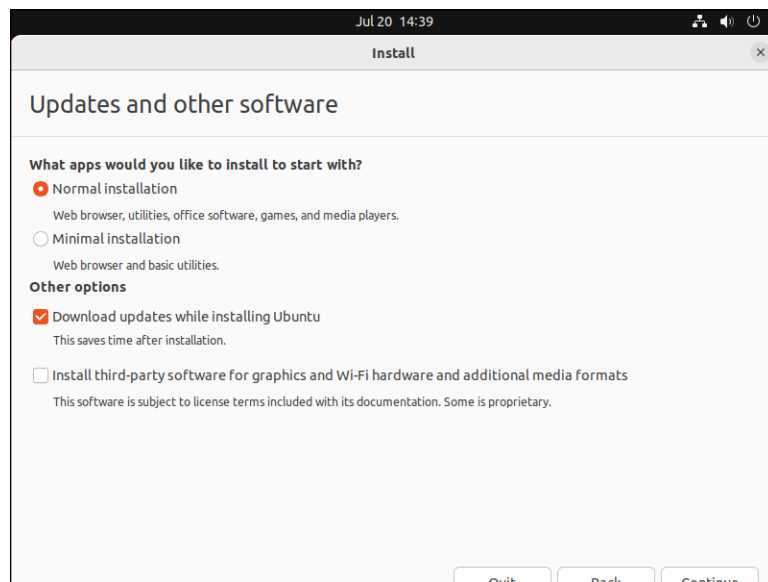 Jul 20 14:39
Install
Updates and other software
What apps would you like to install to start with?
Normal installation
Web browser, utilities, office software, games, and media players.
Minimal installation
Web browser and basic utilities.
Other options
Download updates while installing Ubuntu
This saves time after installation.
Install third-party software for graphics and Wi-Fi hardware and additional media formats
This software is subject to license terms included with its documentation. Some is proprietary.
Quit Back Continue